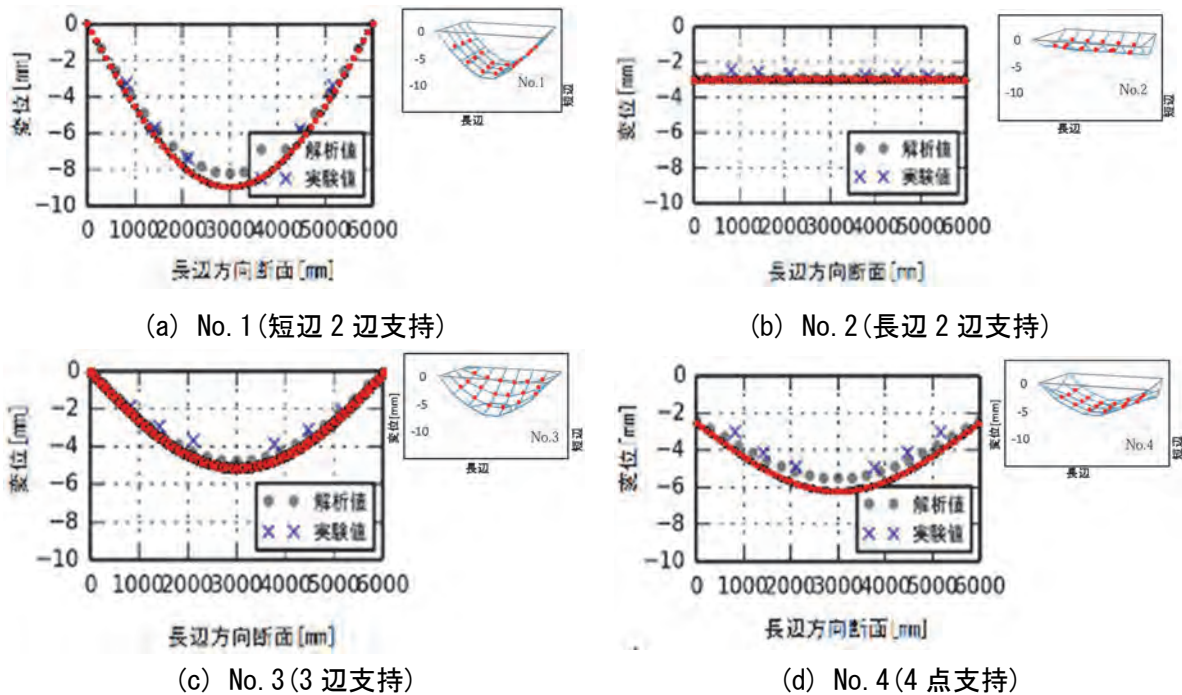 0
−2
−4
−6
−8
−10
変位[mm]
解析値
実験値
0 1000 2000 3000 4000 5000 6000
長辺方向断面[mm]
0
-5
-10
No.1
長辺
短辺
(a) No.1(短辺2辺支持)
0
−2
−4
−6
−8
−10
変位[mm]
解析値
実験値
0 1000 2000 3000 4000 5000 6000
長辺方向断面[mm]
0
-5
-10
No.2
長辺
短辺
(b) No.2(長辺2辺支持)
0
−2
−4
−6
−8
−10
変位[mm]
解析値
実験値
0 1000 2000 3000 4000 5000 6000
長辺方向断面[mm]
変位[mm]
0
-5
-10
No.3
長辺
短辺
(c) No.3(3辺支持)
0
−2
−4
−6
−8
−10
変位[mm]
解析値
実験値
0 1000 2000 3000 4000 5000 6000
長辺方向断面[mm]
変位[mm]
0
-5
-10
No.4
長辺
短辺
(d) No.4(4点支持)